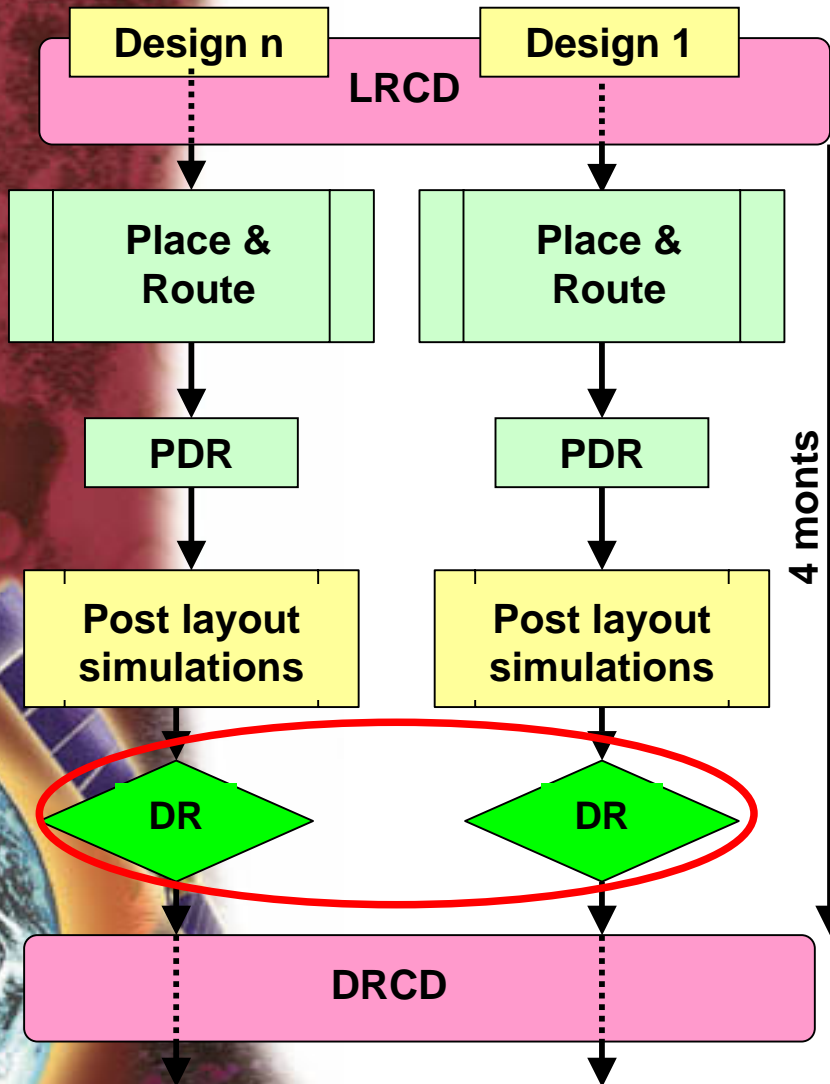 Design n
Design 1
LRCD
Place &
Route
Place &
Route
PDR
PDR
4 monts
Post layout
simulations
Post layout
simulations
DR
DR
DRCD